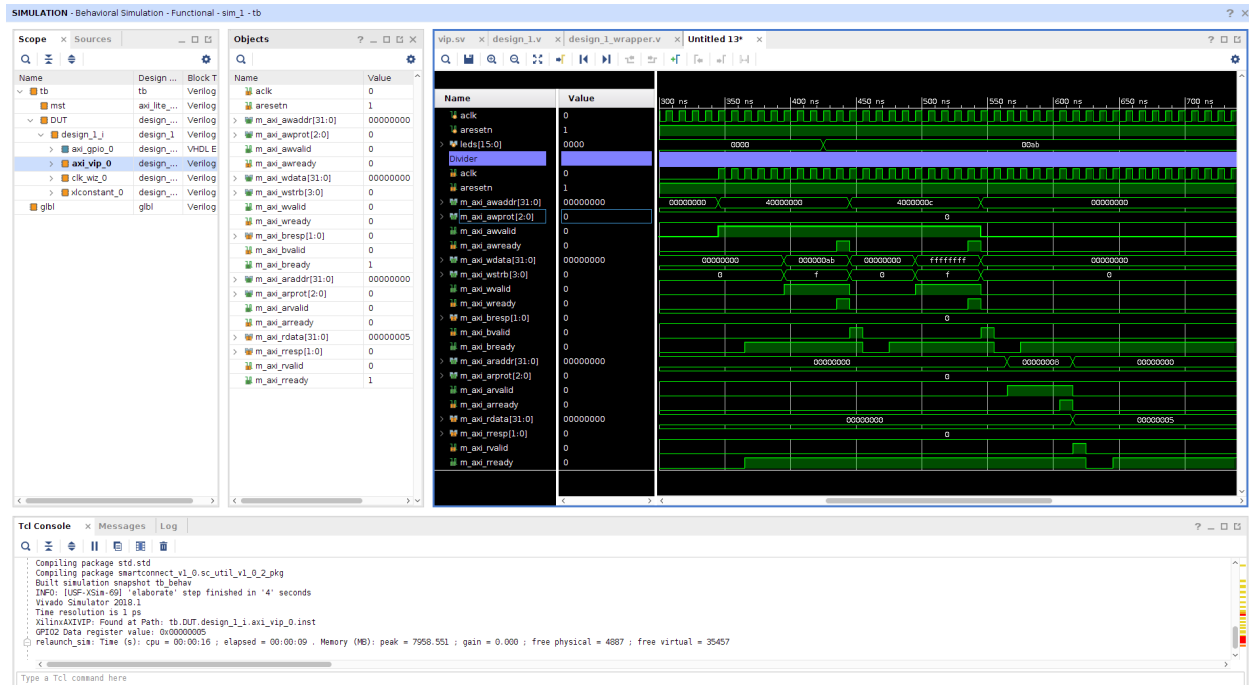 SIMULATION - Behavioral Simulation - Functional - sim_1 - tb
Scope Sources
Name Design ... Block T
tb tb Verilog
mst axi_lite_... Verilog
DUT design_... Verilog
design_1_i design_1 Verilog
axi_gpio_0 design_... VHDL E
axi_vip_0 design_... Verilog
clk_wiz_0 design_... Verilog
xlconstant_0 design_... Verilog
glbl glbl Verilog
Objects
Name Value
aclk 0
aresetn 1
m_axi_awaddr[31:0] 00000000
m_axi_awprot[2:0] 0
m_axi_awvalid 0
m_axi_awready 0
m_axi_wdata[31:0] 00000000
m_axi_wstrb[3:0] 0
m_axi_wvalid 0
m_axi_wready 0
m_axi_bresp[1:0] 0
m_axi_bvalid 0
m_axi_bready 1
m_axi_araddr[31:0] 00000000
m_axi_arprot[2:0] 0
m_axi_arvalid 0
m_axi_arready 0
m_axi_rdata[31:0] 00000005
m_axi_rresp[1:0] 0
m_axi_rvalid 0
m_axi_rready 1
vip.sv design_1.v design_1_wrapper.v Untitled 13*
Name Value
300 ns 350 ns 400 ns 450 ns 500 ns 550 ns 600 ns 650 ns 700 ns
aclk 0
aresetn 1
leds[15:0] 0000 0000 00ab
Divider
aclk 0
aresetn 1
m_axi_awaddr[31:0] 00000000 00000000 40000000 4000000c 00000000
m_axi_awprot[2:0] 0 0
m_axi_awvalid 0
m_axi_awready 0
m_axi_wdata[31:0] 00000000 00000000 000000ab 00000000 ffffffff 00000000
m_axi_wstrb[3:0] 0 0 f 0 f 0
m_axi_wvalid 0
m_axi_wready 0
m_axi_bresp[1:0] 0 0
m_axi_bvalid 0
m_axi_bready 0
m_axi_araddr[31:0] 00000000 00000000 00000008 00000000
m_axi_arprot[2:0] 0 0
m_axi_arvalid 0
m_axi_arready 0
m_axi_rdata[31:0] 00000000 00000000 00000005
m_axi_rresp[1:0] 0 0
m_axi_rvalid 0
m_axi_rready 0
Tcl Console Messages Log
Compiling package std.std
Compiling package smartconnect_v1_0.sc_util_v1_0_2_pkg
Built simulation snapshot tb_behav
INFO: [USF-XSim-69] 'elaborate' step finished in '4' seconds
Vivado Simulator 2018.1
Time resolution is 1 ps
XilinxAXIVIP: Found at Path: tb.DUT.design_1_i.axi_vip_0.inst
GPIO2 Data register value: 0x00000005
relaunch_sim: Time (s): cpu = 00:00:16 ; elapsed = 00:00:09 . Memory (MB): peak = 7958.551 ; gain = 0.000 ; free physical = 4887 ; free virtual = 35457
Type a Tcl command here